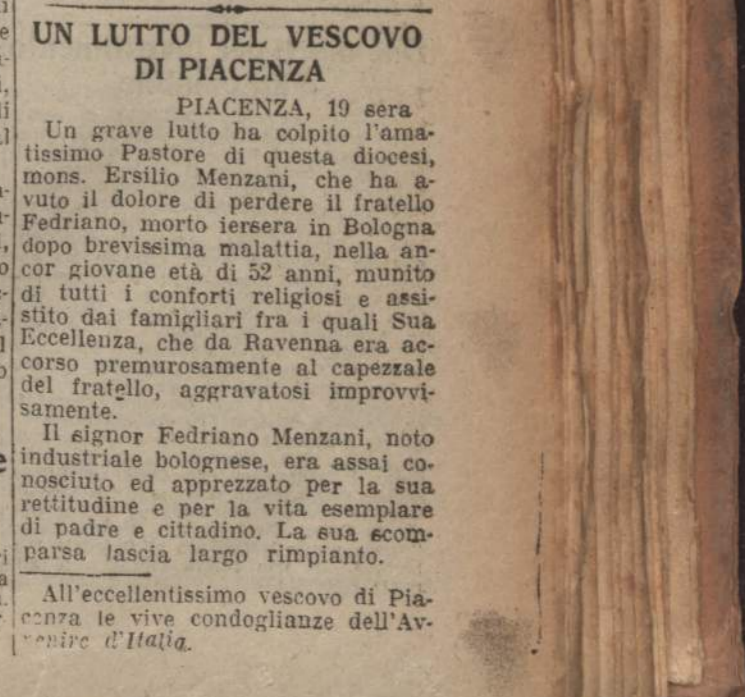 UN LUTTO DEL VESCOVO
DI PIACENZA
PIACENZA, 19 sera
Un grave lutto ha colpito l'ama-
tissimo Pastore di questa diocesi,
mons. Ersilio Menzani, che ha a-
vuto il dolore di perdere il fratello
Fedriano, morto iersera in Bologna
dopo brevissima malattia, nella an-
cor giovane età di 52 anni, munito
di tutti i conforti religiosi e assi-
stito dai famigliari fra i quali Sua
Eccellenza, che da Ravenna era ac-
corso premurosamente al capezzale
del fratello, aggravatosi improvvi-
samente.
Il signor Fedriano Menzani, noto
industriale bolognese, era assai co-
nosciuto ed apprezzato per la sua
rettitudine e per la vita esemplare
di padre e cittadino. La sua scom-
parsa lascia largo rimpianto.
All'eccellentissimo vescovo di Pia-
cenza le vive condoglianze dell'Av-
venire d'Italia.